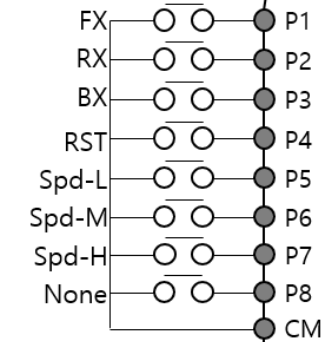 FX P1
RX P2
BX P3
RST P4
Spd-L P5
Spd-M P6
Spd-H P7
None P8
CM